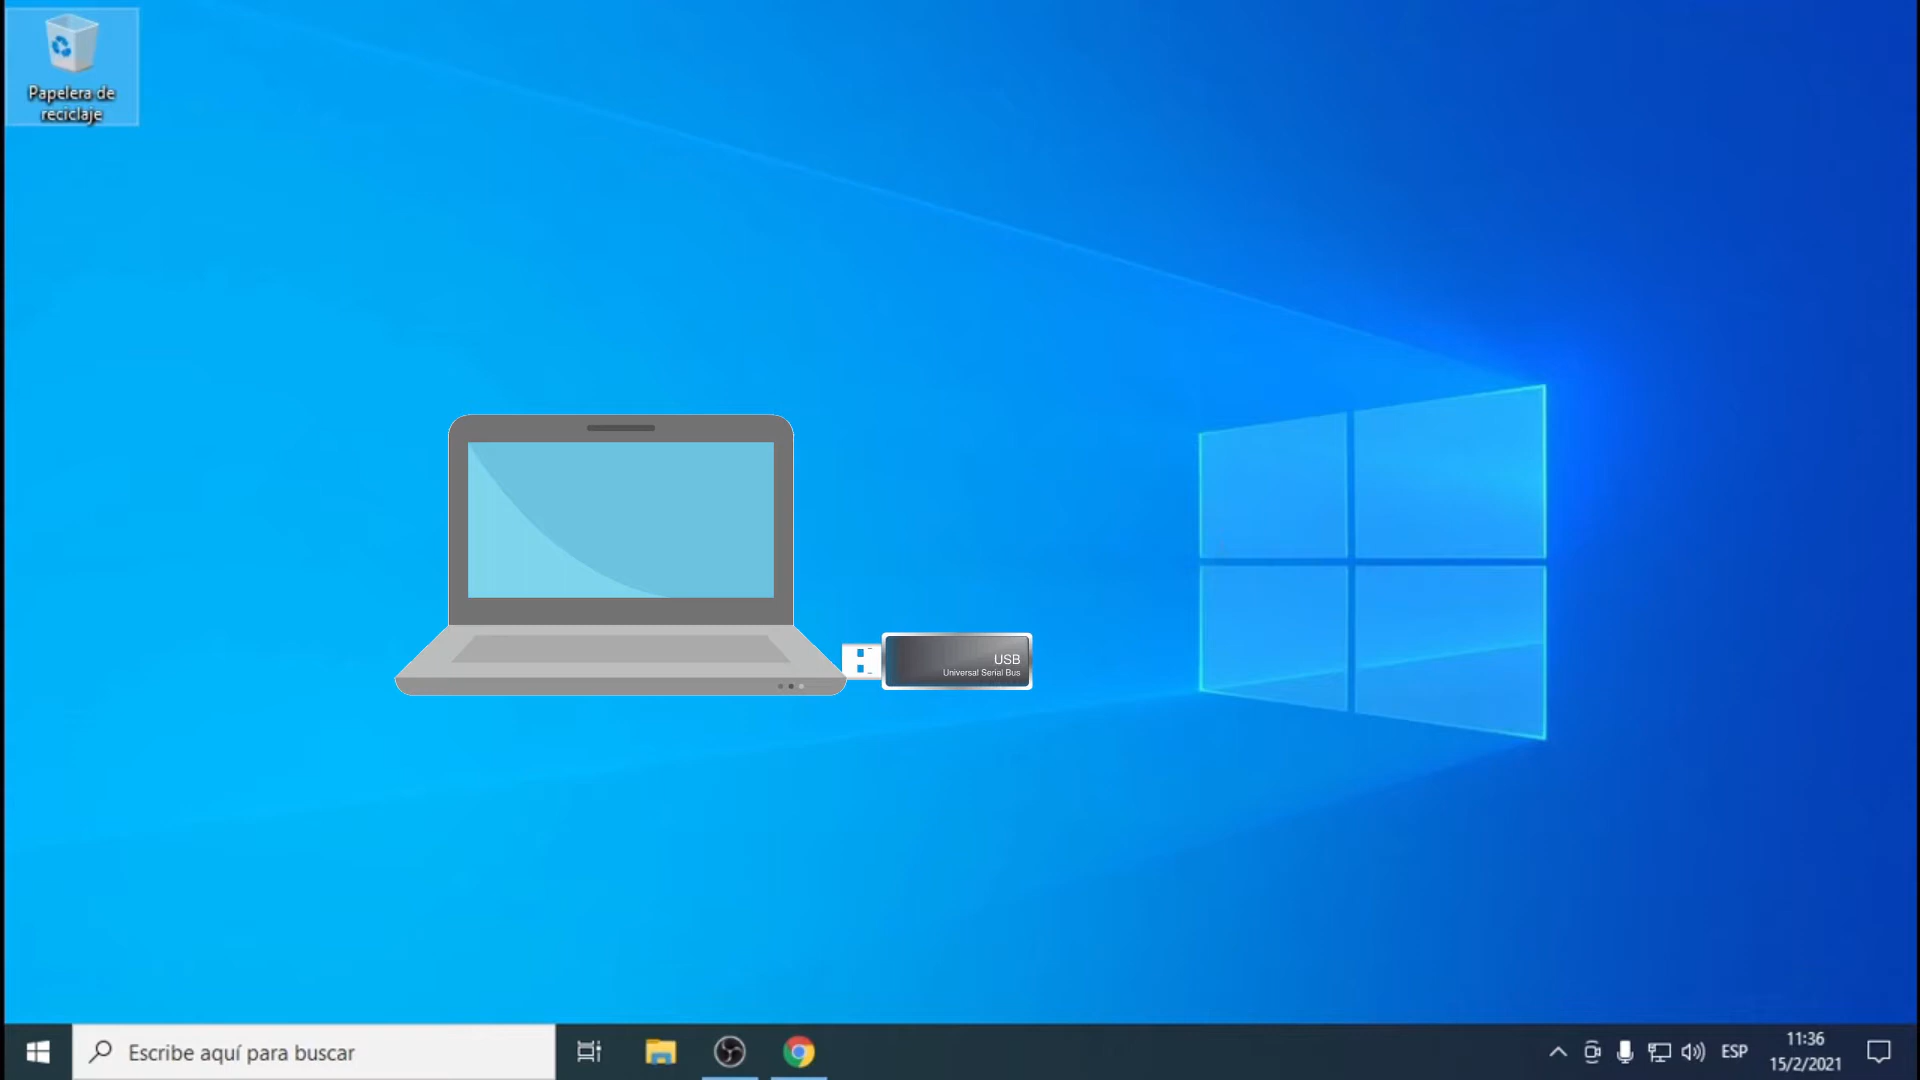 Papelera de
reciclaje
USB
Universal Serial Bus
Escribe aquí para buscar
ESP
11:36
15/2/2021